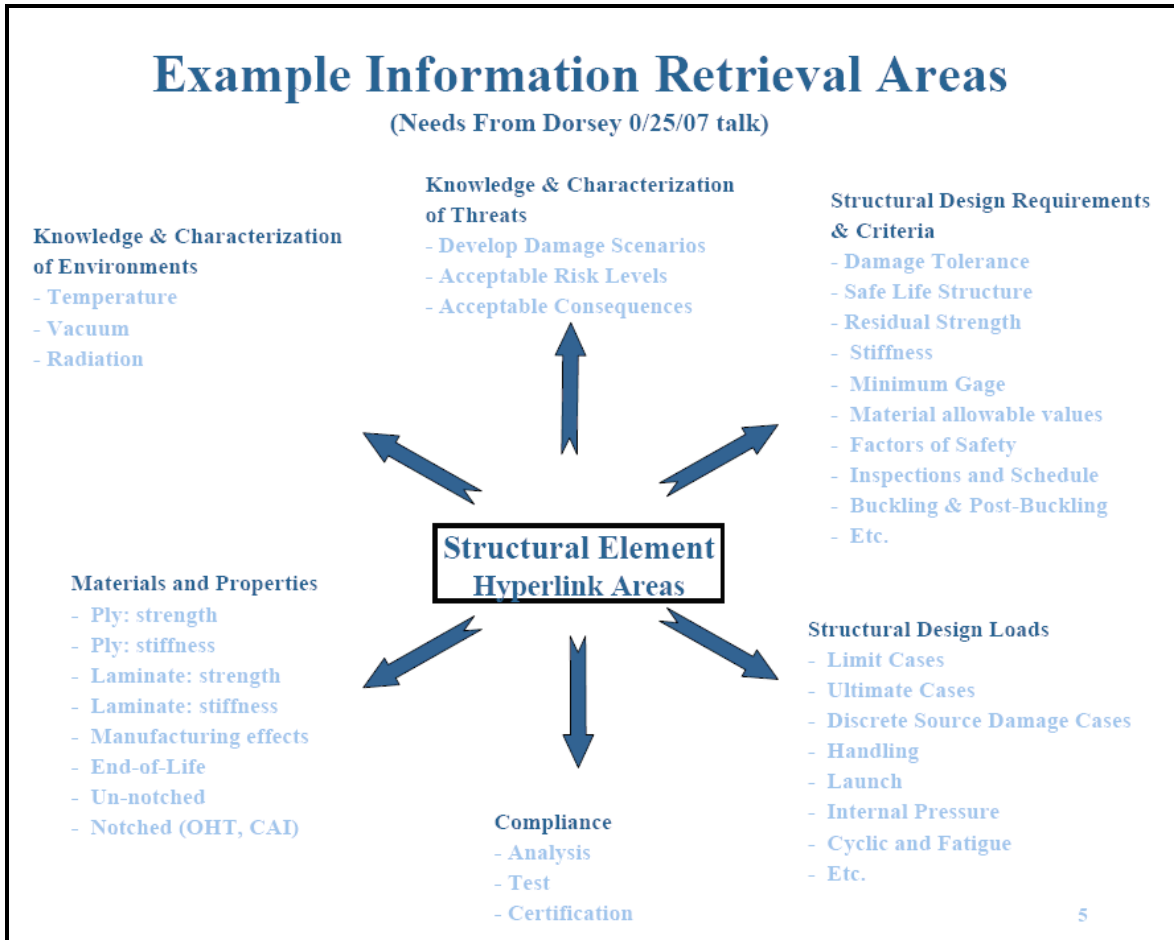 Example Information Retrieval Areas
(Needs From Dorsey 0/25/07 talk)
Knowledge & Characterization
of Environments
- Temperature
- Vacuum
- Radiation
Knowledge & Characterization
of Threats
- Develop Damage Scenarios
- Acceptable Risk Levels
- Acceptable Consequences
Structural Design Requirements
& Criteria
- Damage Tolerance
- Safe Life Structure
- Residual Strength
- Stiffness
- Minimum Gage
- Material allowable values
- Factors of Safety
- Inspections and Schedule
- Buckling & Post-Buckling
- Etc.
Structural Element
Hyperlink Areas
Materials and Properties
- Ply: strength
- Ply: stiffness
- Laminate: strength
- Laminate: stiffness
- Manufacturing effects
- End-of-Life
- Un-notched
- Notched (OHT, CAI)
Compliance
- Analysis
- Test
- Certification
Structural Design Loads
- Limit Cases
- Ultimate Cases
- Discrete Source Damage Cases
- Handling
- Launch
- Internal Pressure
- Cyclic and Fatigue
- Etc.
5